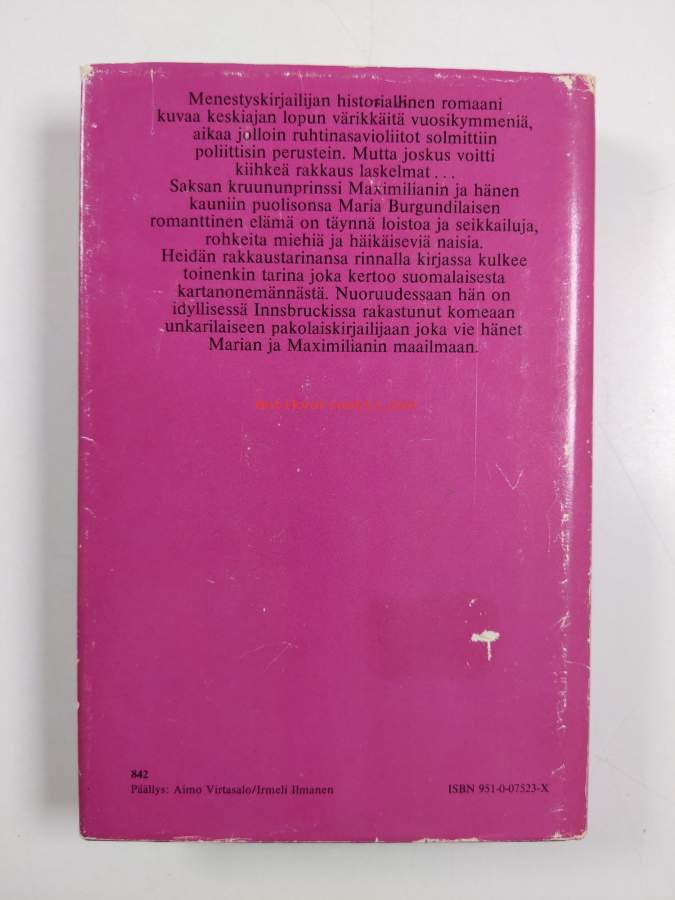 Menestyskirjailijan historiallinen romaani
kuvaa keskiajan lopun värikkäitä vuosikymmeniä,
aikaa jolloin ruhtinasavioliitot solmittiin
poliittisin perustein. Mutta joskus voitti
kiihkeä rakkaus laskelmat...
Saksan kruununprinssi Maximilianin ja hänen
kauniin puolisonsa Maria Burgundilaisen
romanttinen elämä on täynnä loistoa ja seikkailuja,
rohkeita miehiä ja häikäiseviä naisia.
Heidän rakkaustarinansa rinnalla kirjassa kulkee
toinenkin tarina joka kertoo suomalaisesta
kartanonemännästä. Nuoruudessaan hän on
idyllisessä Innsbruckissa rakastunut komeaan
unkarilaiseen pakolaiskirjailijaan joka vie hänet
Marian ja Maximilianin maailmaan.
842
Päällys: Aimo Virtasalo/Irmeli Ilmanen
ISBN 951-0-07523-X